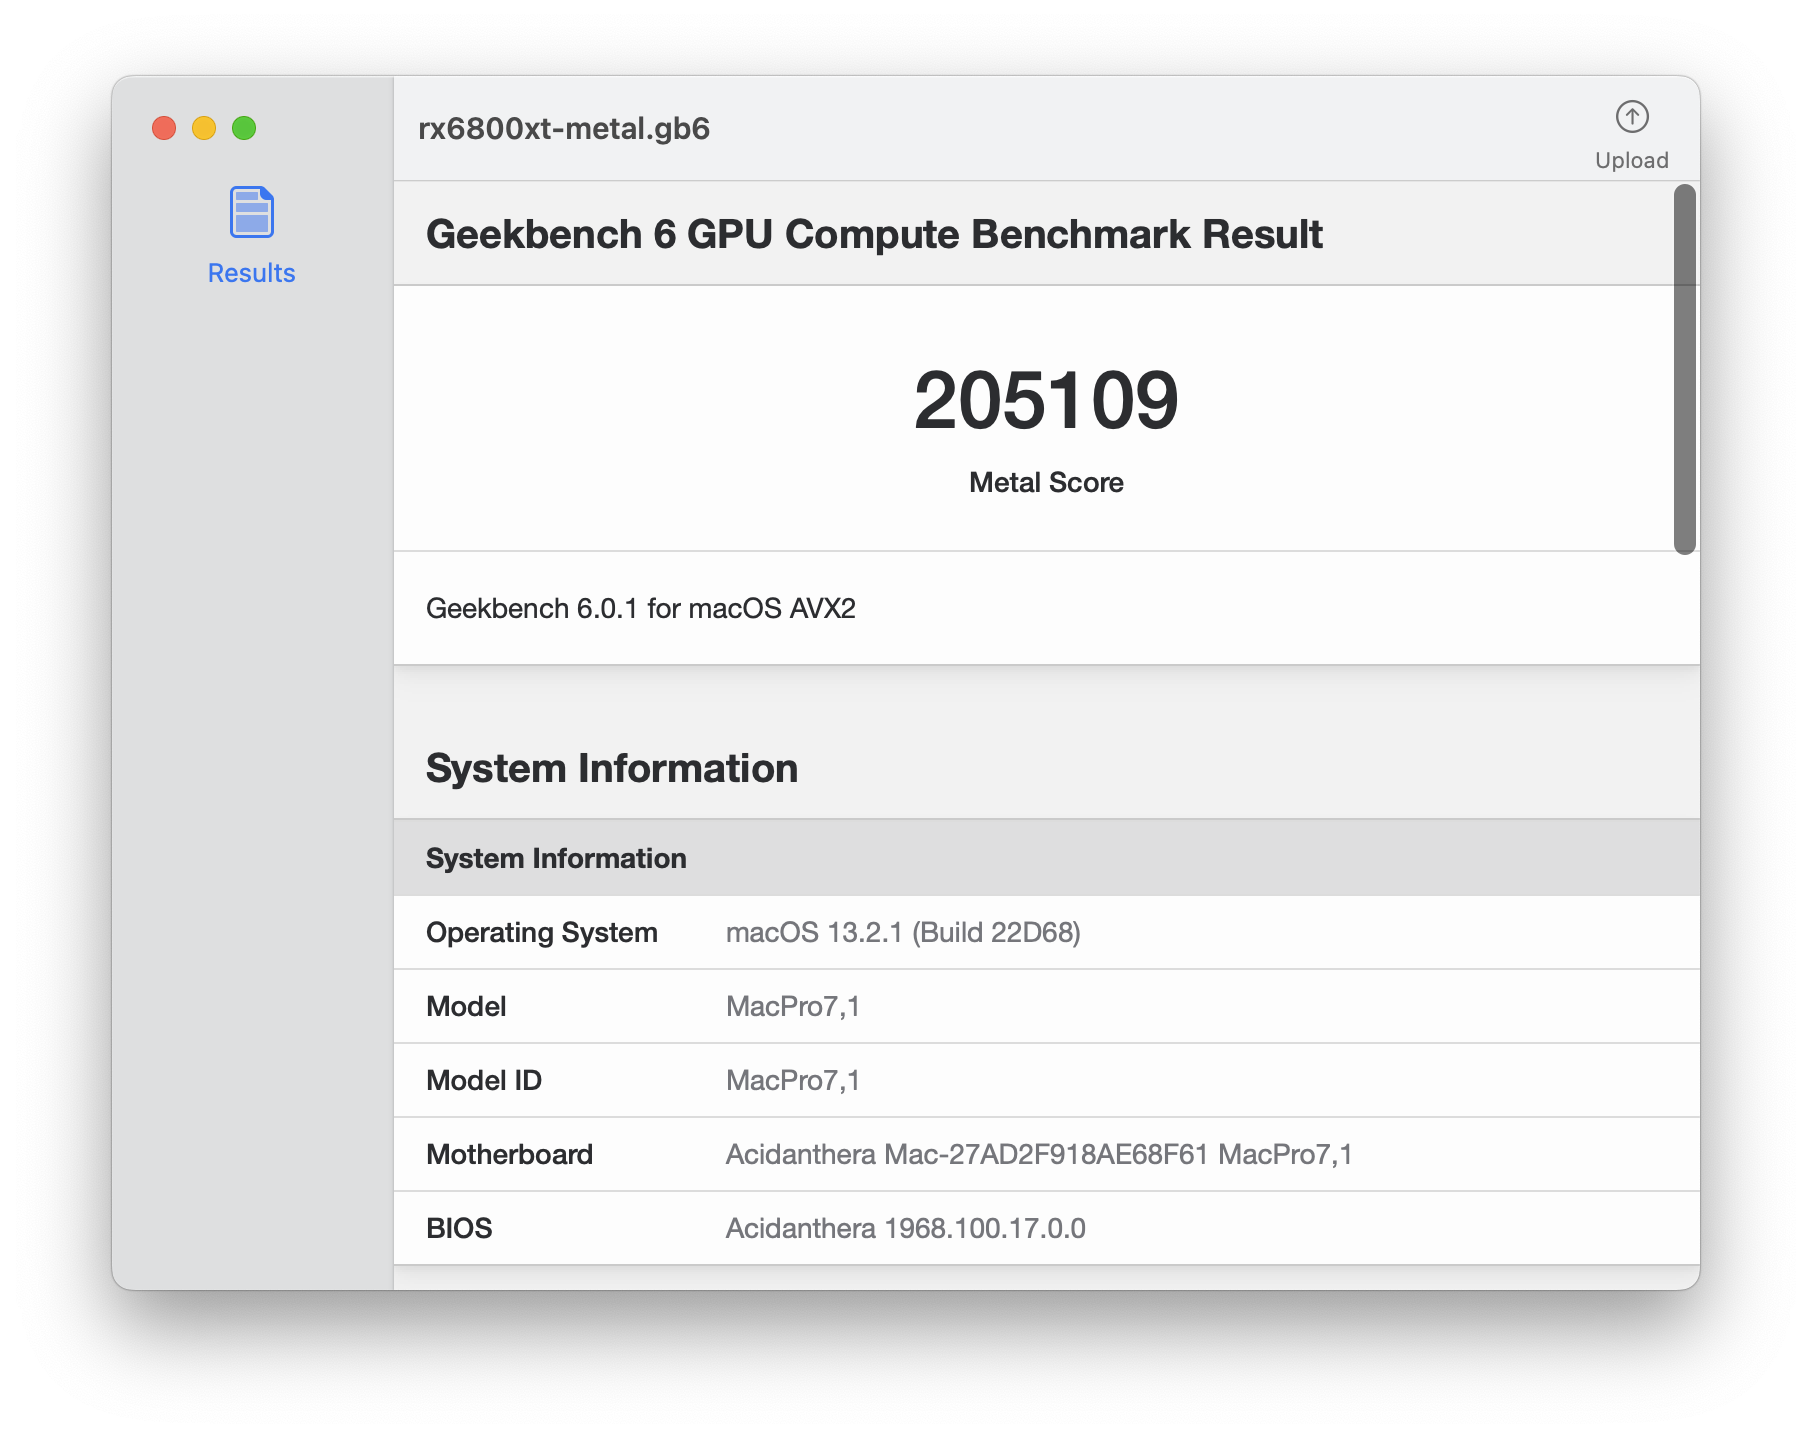 rx6800xt-metal.gb6
Upload
Results
Geekbench 6 GPU Compute Benchmark Result
205109
Metal Score
Geekbench 6.0.1 for macOS AVX2
System Information
System Information
Operating System macOS 13.2.1 (Build 22D68)
Model MacPro7,1
Model ID MacPro7,1
Motherboard Acidanthera Mac-27AD2F918AE68F61 MacPro7,1
BIOS Acidanthera 1968.100.17.0.0